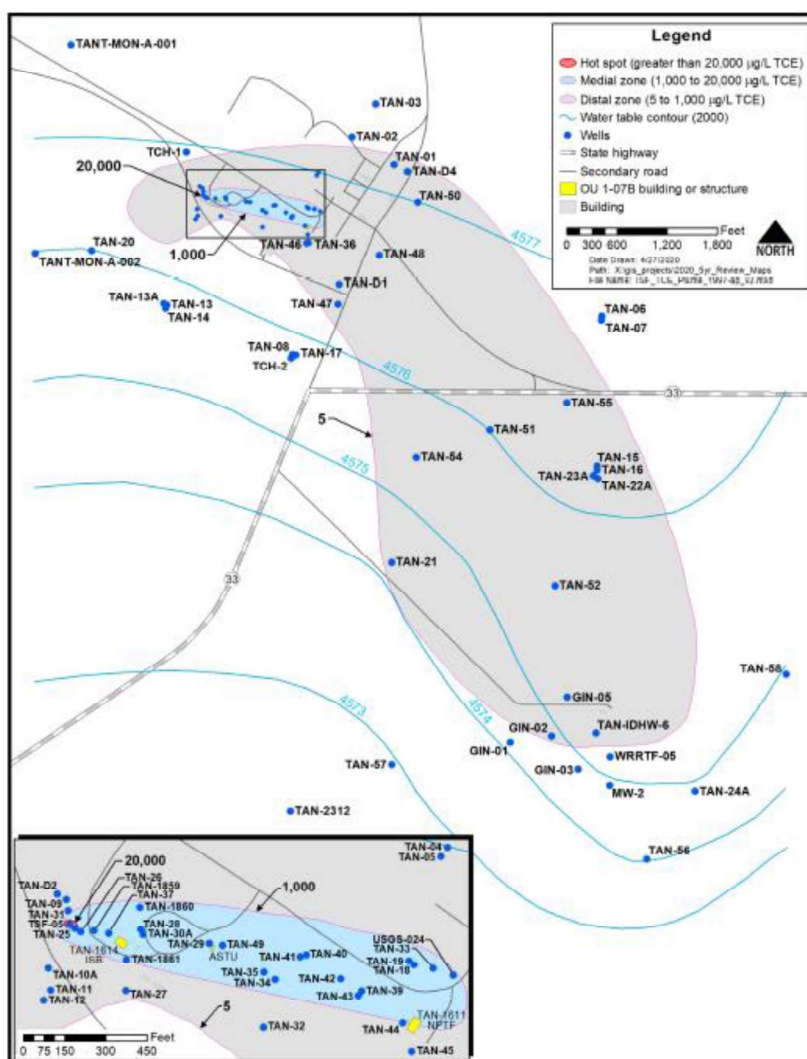 TANT-MON-A-001
Legend
Hot spot (greater than 20,000 µg/L TCE)
Medial zone (1,000 to 20,000 µg/L TCE)
Distal zone (5 to 1,000 µg/L TCE)
Water table contour (2000)
Wells
State highway
Secondary road
OU 1-07B building or structure
Building
Feet
0 300 600 1,200 1,800
NORTH
Date Drawn: 4/27/2020
TAN-03
TAN-02
TCH-1
TAN-01
TAN-D4
20,000
TAN-50
1,000
TAN-46
TAN-36
4577
TAN-20
TANT-MON-A-002
TAN-48
TAN-D1
TAN-13A
TAN-13
TAN-14
TAN-47
TAN-06
TAN-07
TAN-08
TAN-17
TCH-2
4576
33
TAN-55
5
TAN-51
4575
TAN-54
TAN-15
TAN-16
TAN-23A
TAN-22A
TAN-21
33
TAN-52
TAN-58
GIN-05
4573
4574
GIN-02
TAN-IDHW-6
GIN-01
WRRTF-05
TAN-57
GIN-03
MW-2
TAN-24A
TAN-2312
TAN-56
TAN-04
TAN-05
20,000
TAN-26
TAN-1859
TAN-37
TAN-D2
TAN-09
TAN-31
TSF-05
TAN-25
TAN-1860
1,000
TAN-28
TAN-30A
TAN-1614
ISB
TAN-29
TAN-49
ASTU
TAN-41
TAN-40
USGS-024
TAN-33
TAN-19
TAN-18
TAN-1861
TAN-10A
TAN-35
TAN-34
TAN-42
TAN-11
TAN-12
TAN-27
TAN-43
TAN-39
5
TAN-32
TAN-44
TAN-1611
NPTF
TAN-45
Feet
0 75 150 300 450